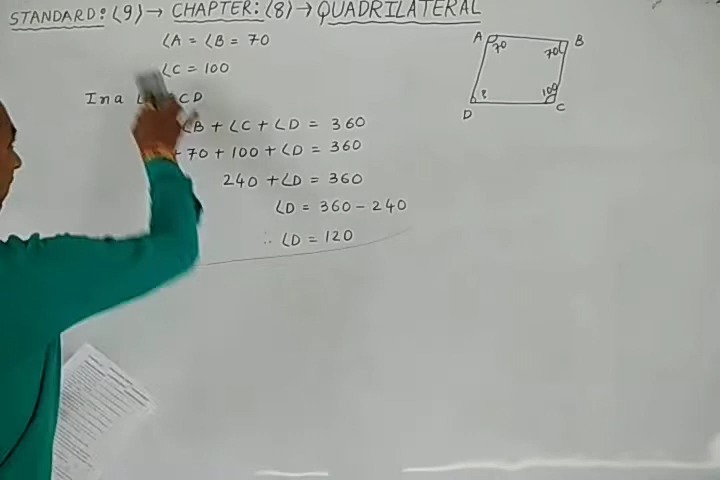 STANDARD: (9) → CHAPTER: (8) → QUADRILATERAL
∠A = ∠B = 70
∠C = 100
In a CD
∠B + ∠C + ∠D = 360
+ 70 + 100 + ∠D = 360
240 + ∠D = 360
∠D = 360 - 240
∴ ∠D = 120
A B
70 70
? 100
D C